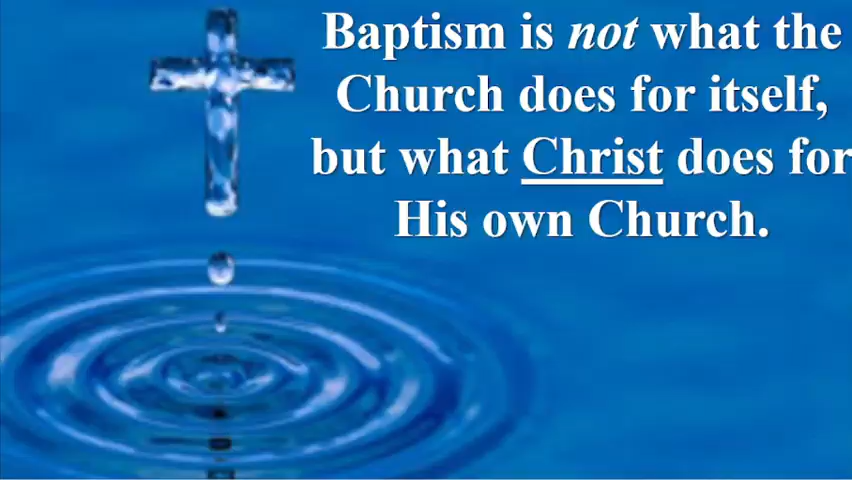 Baptism is not what the
Church does for itself,
but what Christ does for
His own Church.